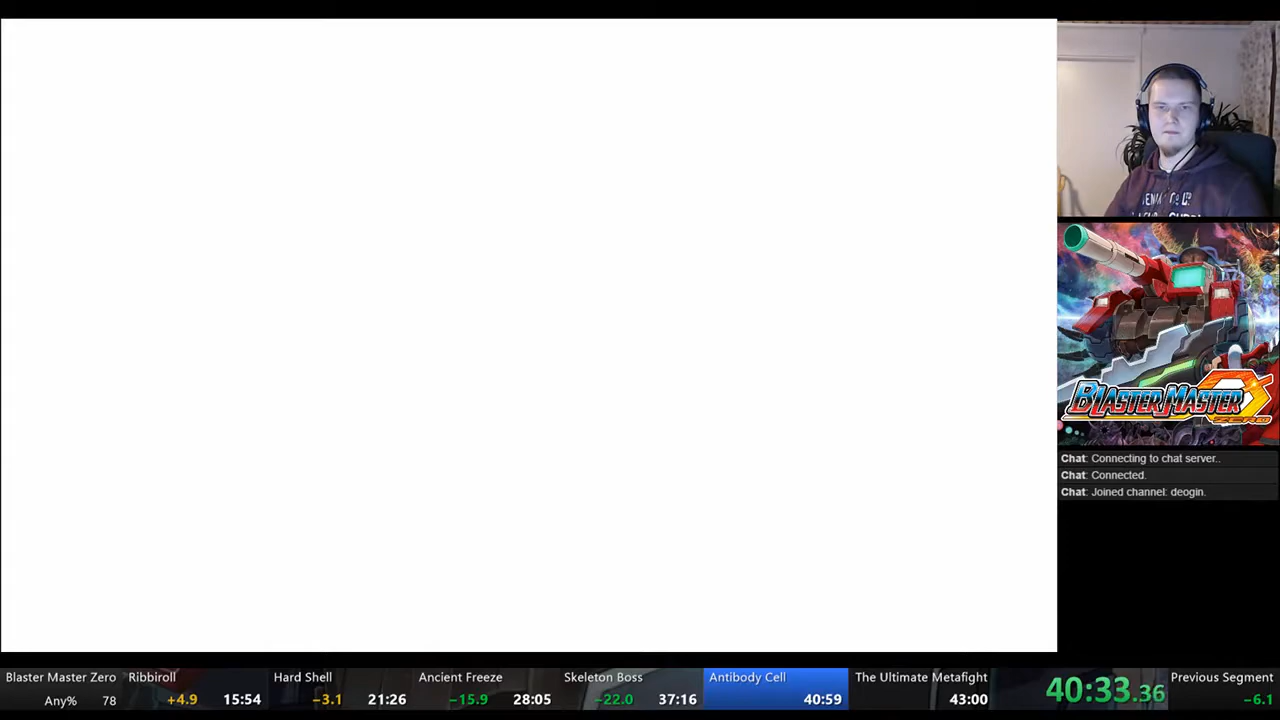 BLASTER MASTER
ZERO
Chat: Connecting to chat server..
Chat: Connected.
Chat: Joined channel: deogin.
Blaster Master Zero
Any% 78
Ribbiroll
+4.9 15:54
Hard Shell
−3.1 21:26
Ancient Freeze
−15.9 28:05
Skeleton Boss
−22.0 37:16
Antibody Cell
40:59
The Ultimate Metafight
43:00
40:33.36
Previous Segment
−6.1